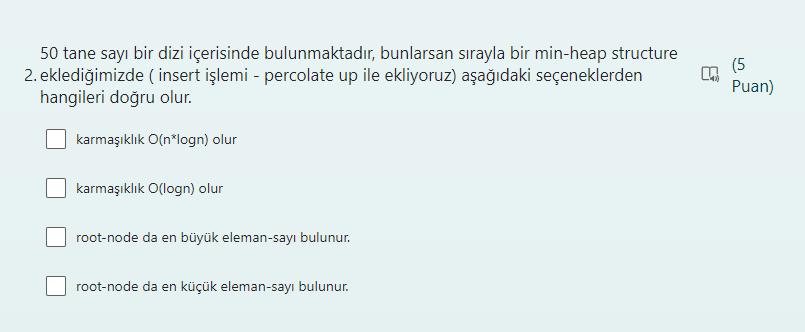 50 tane sayı bir dizi içerisinde bulunmaktadır, bunlarsan sırayla bir min-heap structure
2. eklediğimizde ( insert işlemi - percolate up ile ekliyoruz) aşağıdaki seçeneklerden
hangileri doğru olur.
(5
Puan)
karmaşıklık O(n*logn) olur
karmaşıklık O(logn) olur
root-node da en büyük eleman-sayı bulunur.
root-node da en küçük eleman-sayı bulunur.